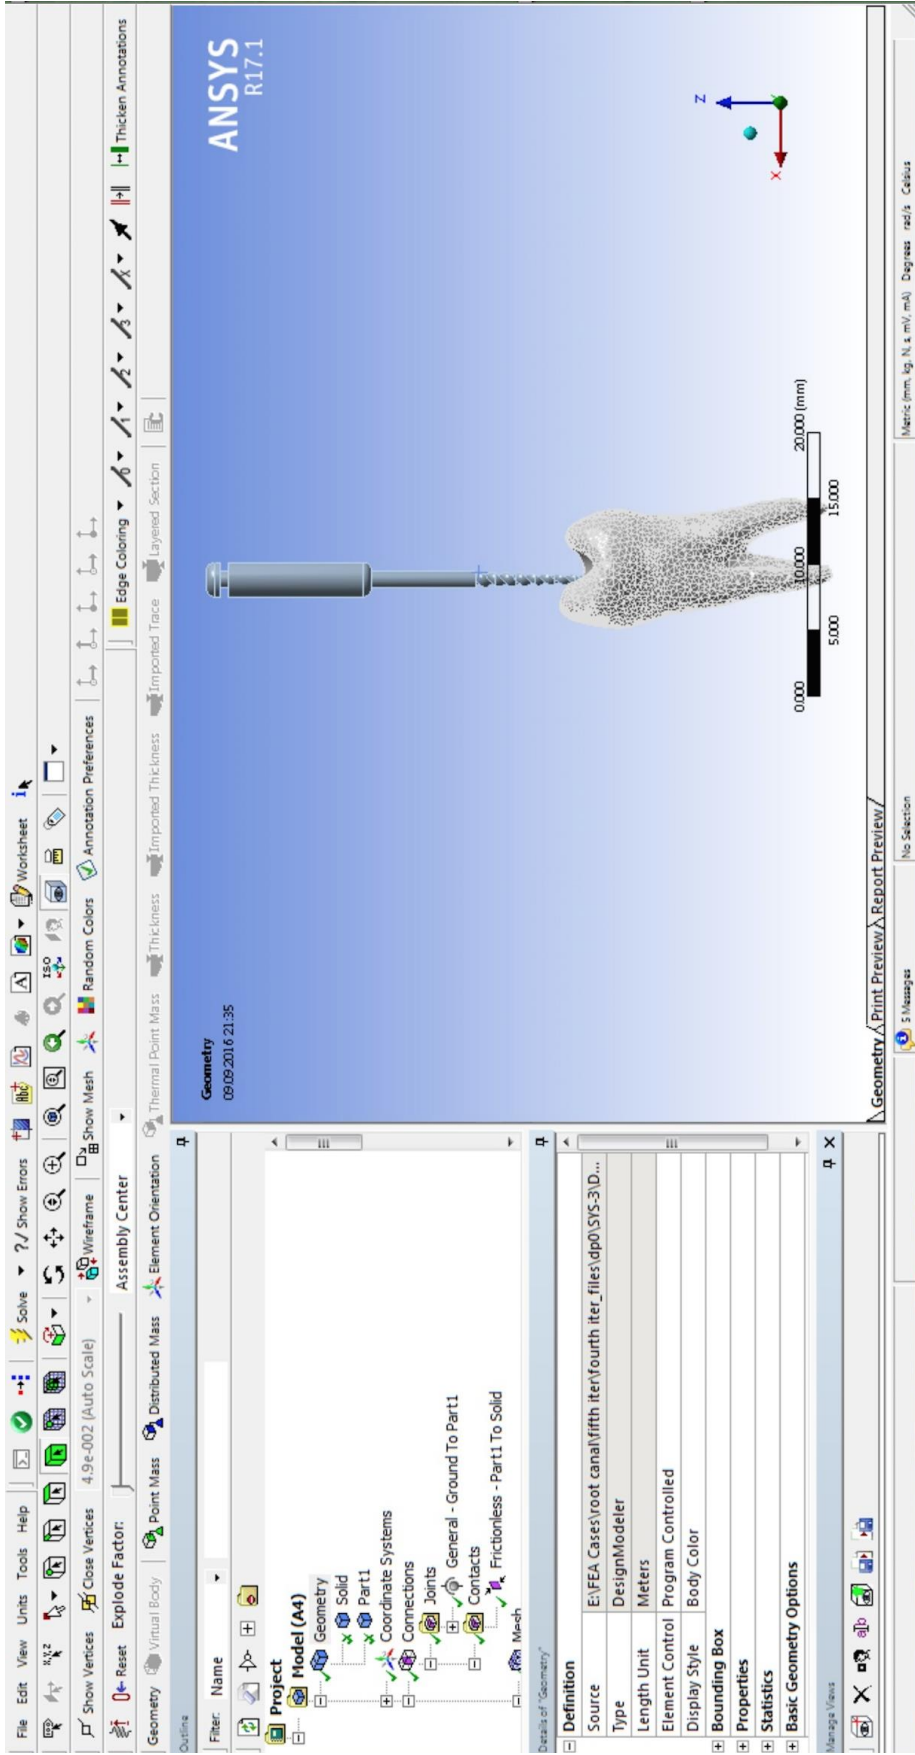 File Edit View Units Tools Help Solve ?√ Show Errors Abc A Worksheet i
x,y,z ISO
Show Vertices Close Vertices 4.9e-002 (Auto Scale) Wireframe Show Mesh Random Colors Annotation Preferences
Reset Explode Factor: Assembly Center Edge Coloring 0 1 2 3 x Thicken Annotations
Geometry Virtual Body Point Mass Distributed Mass Element Orientation Thermal Point Mass Thickness Imported Thickness Imported Trace Layered Section
Outline
Filter: Name
Project
Model (A4)
Geometry
Solid
Part1
Coordinate Systems
Connections
Joints
General - Ground To Part1
Contacts
Frictionless - Part1 To Solid
Mesh
Details of "Geometry"
Definition
Source E:\FEA Cases\root canal\fifth iter\fourth iter_files\dp0\SYS-3\D...
Type DesignModeler
Length Unit Meters
Element Control Program Controlled
Display Style Body Color
Bounding Box
Properties
Statistics
Basic Geometry Options
Manage Views
Geometry
09.09.2016 21:35
ANSYS
R17.1
Z
X
0.000 10.000 20.000 (mm)
5.000 15.000
Geometry Print Preview Report Preview
5 Messages No Selection Metric (mm, kg, N, s, mV, mA) Degrees rad/s Celsius